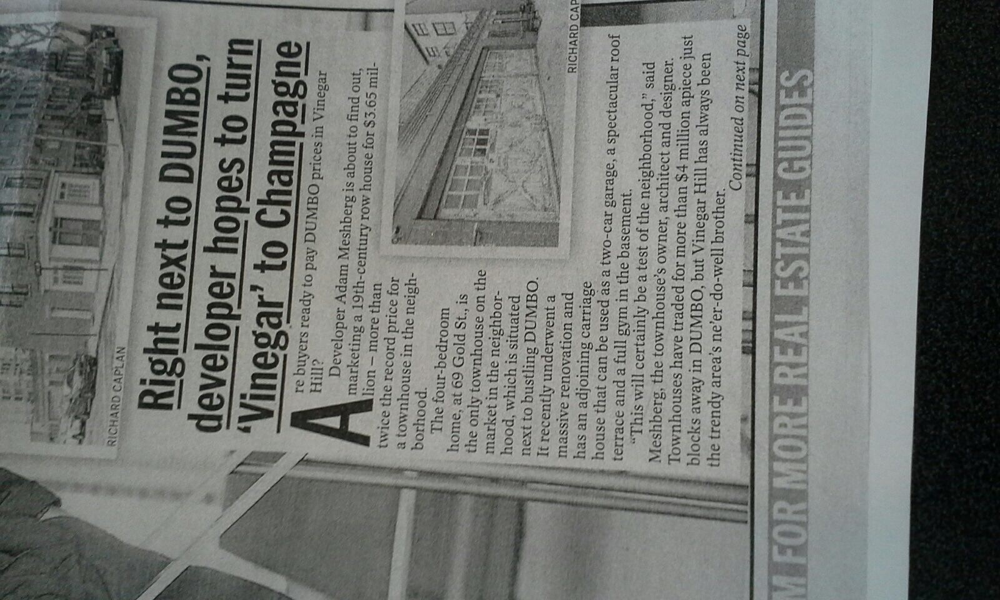 RICHARD CAPLAN
Right next to DUMBO,
developer hopes to turn
‘Vinegar’ to Champagne
Are buyers ready to pay DUMBO prices in Vinegar
Hill?
Developer Adam Meshberg is about to find out,
marketing a 19th-century row house for $3.65 mil-
lion – more than
twice the record price for
a townhouse in the neigh-
borhood.
The four-bedroom
home, at 69 Gold St., is
the only townhouse on the
market in the neighbor-
hood, which is situated
next to bustling DUMBO.
It recently underwent a
massive renovation and
has an adjoining carriage
house that can be used as a two-car garage, a spectacular roof
terrace and a full gym in the basement.
“This will certainly be a test of the neighborhood,” said
Meshberg, the townhouse’s owner, architect and designer.
Townhouses have traded for more than $4 million apiece just
blocks away in DUMBO, but Vinegar Hill has always been
the trendy area’s ne’er-do-well brother.
Continued on next page
RICHARD CAP
M FOR MORE REAL ESTATE GUIDES